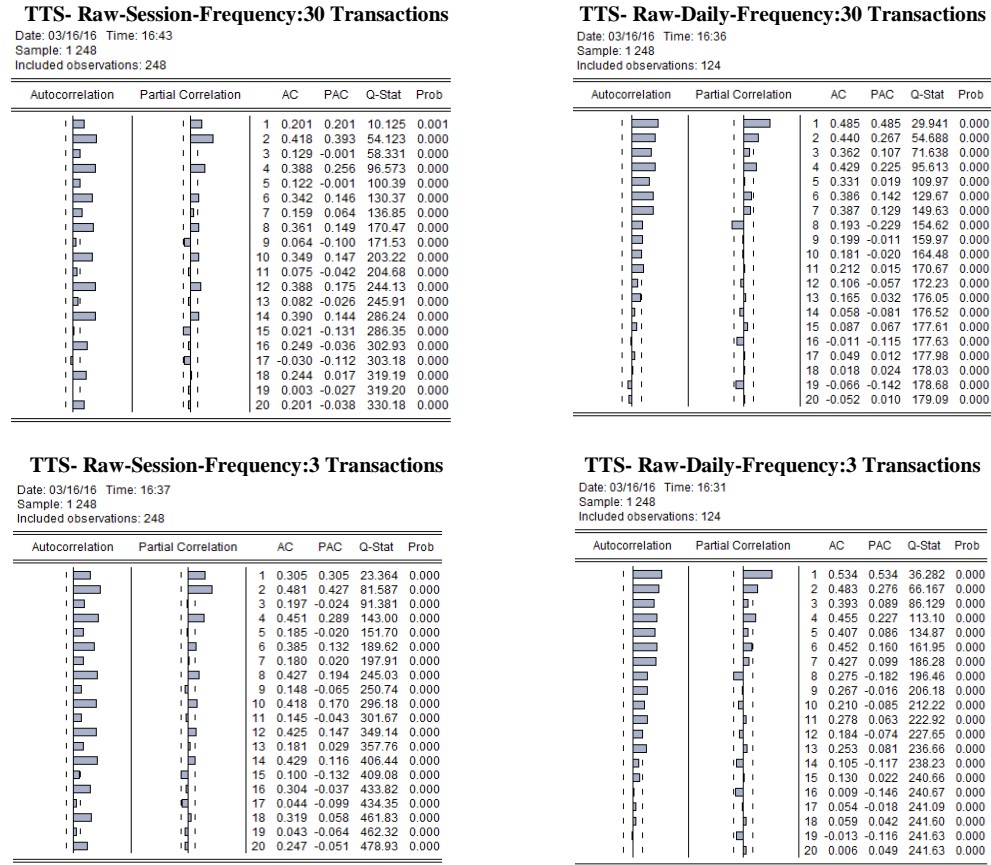 TTS- Raw-Session-Frequency:30 Transactions
Date: 03/16/16 Time: 16:43
Sample: 1 248
Included observations: 248
Autocorrelation Partial Correlation AC PAC Q-Stat Prob
1 0.201 0.201 10.125 0.001
2 0.418 0.393 54.123 0.000
3 0.129 -0.001 58.331 0.000
4 0.388 0.256 96.573 0.000
5 0.122 -0.001 100.39 0.000
6 0.342 0.146 130.37 0.000
7 0.159 0.064 136.85 0.000
8 0.361 0.149 170.47 0.000
9 0.064 -0.100 171.53 0.000
10 0.349 0.147 203.22 0.000
11 0.075 -0.042 204.68 0.000
12 0.388 0.175 244.13 0.000
13 0.082 -0.026 245.91 0.000
14 0.390 0.144 286.24 0.000
15 0.021 -0.131 286.35 0.000
16 0.249 -0.036 302.93 0.000
17 -0.030 -0.112 303.18 0.000
18 0.244 0.017 319.19 0.000
19 0.003 -0.027 319.20 0.000
20 0.201 -0.038 330.18 0.000
TTS- Raw-Daily-Frequency:30 Transactions
Date: 03/16/16 Time: 16:36
Sample: 1 248
Included observations: 124
Autocorrelation Partial Correlation AC PAC Q-Stat Prob
1 0.485 0.485 29.941 0.000
2 0.440 0.267 54.688 0.000
3 0.362 0.107 71.638 0.000
4 0.429 0.225 95.613 0.000
5 0.331 0.019 109.97 0.000
6 0.386 0.142 129.67 0.000
7 0.387 0.129 149.63 0.000
8 0.193 -0.229 154.62 0.000
9 0.199 -0.011 159.97 0.000
10 0.181 -0.020 164.48 0.000
11 0.212 0.015 170.67 0.000
12 0.106 -0.057 172.23 0.000
13 0.165 0.032 176.05 0.000
14 0.058 -0.081 176.52 0.000
15 0.087 0.067 177.61 0.000
16 -0.011 -0.115 177.63 0.000
17 0.049 0.012 177.98 0.000
18 0.018 0.024 178.03 0.000
19 -0.066 -0.142 178.68 0.000
20 -0.052 0.010 179.09 0.000
TTS- Raw-Session-Frequency:3 Transactions
Date: 03/16/16 Time: 16:37
Sample: 1 248
Included observations: 248
Autocorrelation Partial Correlation AC PAC Q-Stat Prob
1 0.305 0.305 23.364 0.000
2 0.481 0.427 81.587 0.000
3 0.197 -0.024 91.381 0.000
4 0.451 0.289 143.00 0.000
5 0.185 -0.020 151.70 0.000
6 0.385 0.132 189.62 0.000
7 0.180 0.020 197.91 0.000
8 0.427 0.194 245.03 0.000
9 0.148 -0.065 250.74 0.000
10 0.418 0.170 296.18 0.000
11 0.145 -0.043 301.67 0.000
12 0.425 0.147 349.14 0.000
13 0.181 0.029 357.76 0.000
14 0.429 0.116 406.44 0.000
15 0.100 -0.132 409.08 0.000
16 0.304 -0.037 433.82 0.000
17 0.044 -0.099 434.35 0.000
18 0.319 0.058 461.83 0.000
19 0.043 -0.064 462.32 0.000
20 0.247 -0.051 478.93 0.000
TTS- Raw-Daily-Frequency:3 Transactions
Date: 03/16/16 Time: 16:31
Sample: 1 248
Included observations: 124
Autocorrelation Partial Correlation AC PAC Q-Stat Prob
1 0.534 0.534 36.282 0.000
2 0.483 0.276 66.167 0.000
3 0.393 0.089 86.129 0.000
4 0.455 0.227 113.10 0.000
5 0.407 0.086 134.87 0.000
6 0.452 0.160 161.95 0.000
7 0.427 0.099 186.28 0.000
8 0.275 -0.182 196.46 0.000
9 0.267 -0.016 206.18 0.000
10 0.210 -0.085 212.22 0.000
11 0.278 0.063 222.92 0.000
12 0.184 -0.074 227.65 0.000
13 0.253 0.081 236.66 0.000
14 0.105 -0.117 238.23 0.000
15 0.130 0.022 240.66 0.000
16 0.009 -0.146 240.67 0.000
17 0.054 -0.018 241.09 0.000
18 0.059 0.042 241.60 0.000
19 -0.013 -0.116 241.63 0.000
20 0.006 0.049 241.63 0.000